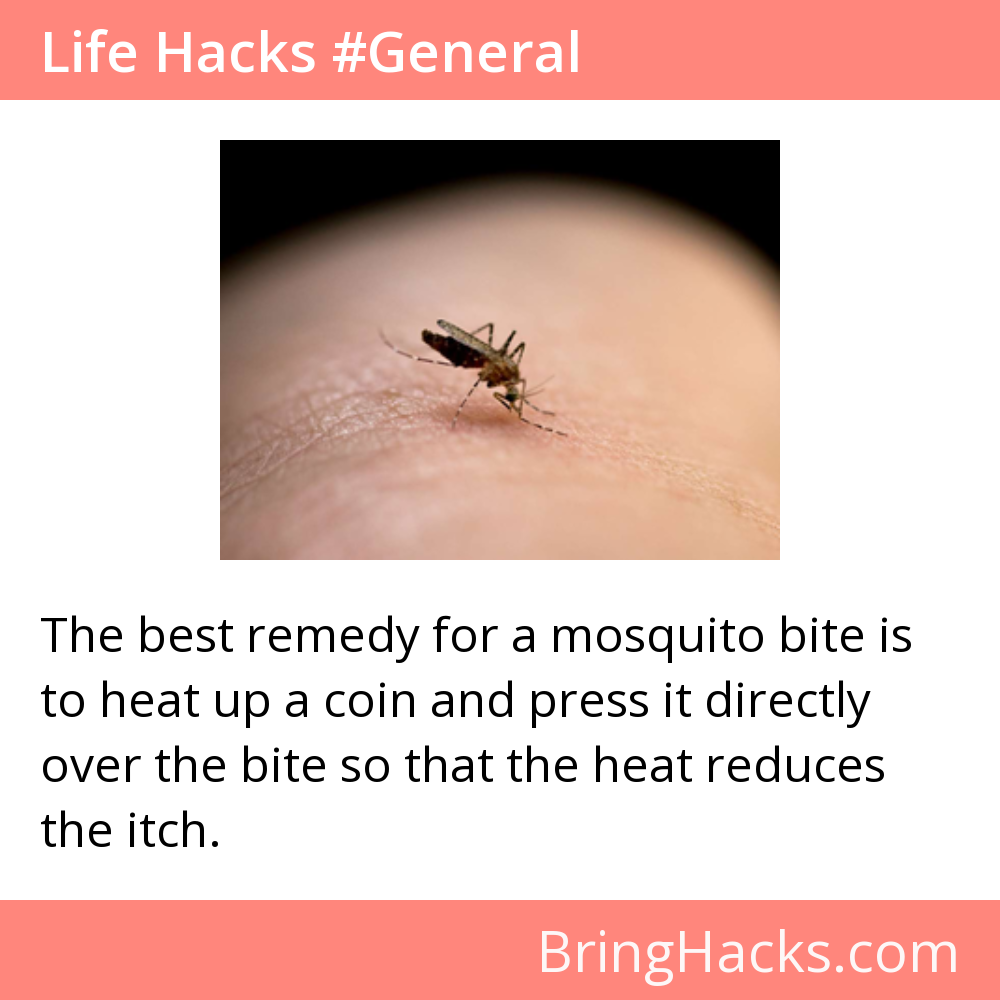 Life Hacks #General
The best remedy for a mosquito bite is
to heat up a coin and press it directly
over the bite so that the heat reduces
the itch.
BringHacks.com